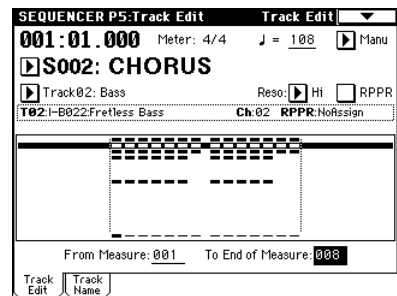 SEQUENCER P5:Track Edit Track Edit
001:01.000 Meter: 4/4 ♩ = 108 Manu
S002: CHORUS
Track02: Bass Reso: Hi RPPR
T02:I-B022:Fretless Bass Ch:02 RPPR:NoAssign
From Measure: 001 To End of Measure: 008
Track Edit Track Name